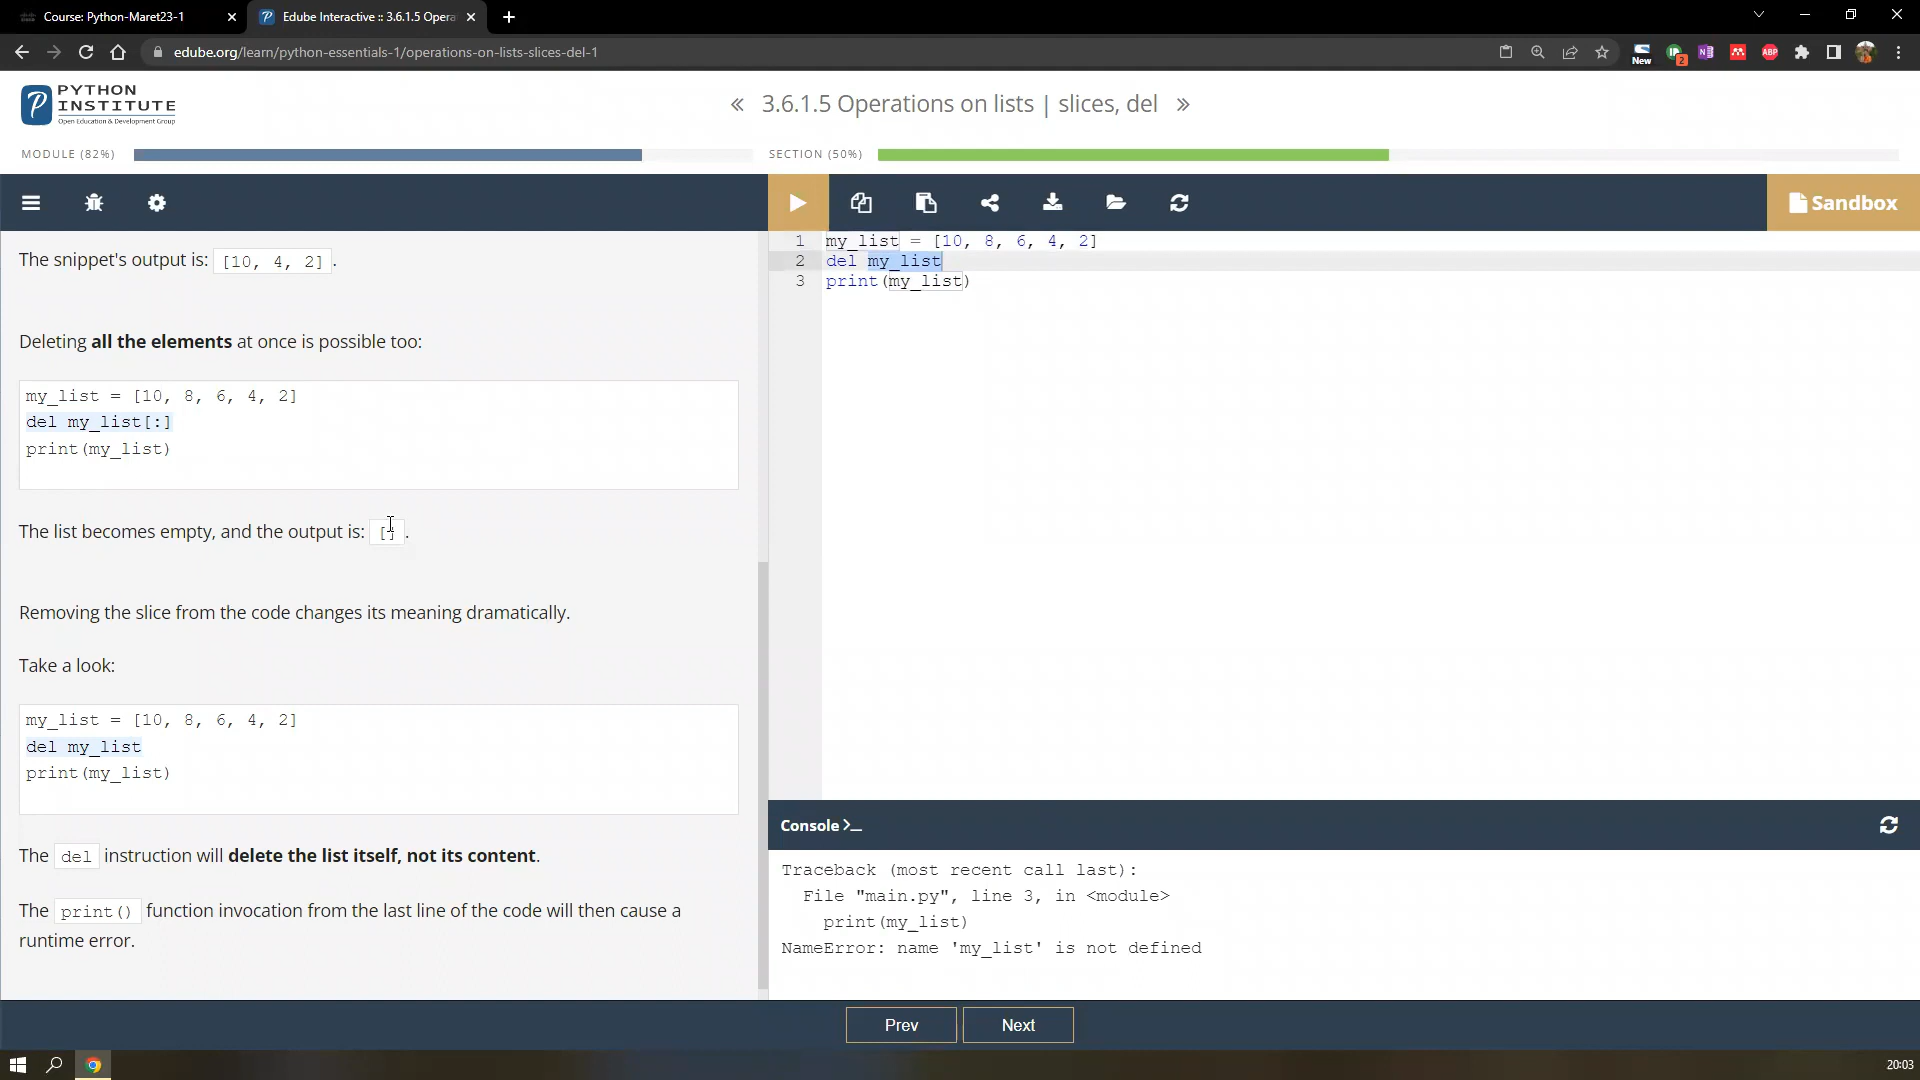 Course: Python-Maret23-1
Edube Interactive :: 3.6.1.5 Opera
edube.org/learn/python-essentials-1/operations-on-lists-slices-del-1
New
2
ABP
PYTHON
INSTITUTE
Open Education & Development Group
« 3.6.1.5 Operations on lists | slices, del »
MODULE (82%)
SECTION (50%)
Sandbox
The snippet's output is: [10, 4, 2] .
Deleting all the elements at once is possible too:
my_list = [10, 8, 6, 4, 2]
del my_list[:]
print(my_list)
The list becomes empty, and the output is: [] .
Removing the slice from the code changes its meaning dramatically.
Take a look:
my_list = [10, 8, 6, 4, 2]
del my_list
print(my_list)
The del instruction will delete the list itself, not its content.
The print() function invocation from the last line of the code will then cause a
runtime error.
1 my_list = [10, 8, 6, 4, 2]
2 del my_list
3 print(my_list)
Console >_
Traceback (most recent call last):
File "main.py", line 3, in <module>
print(my_list)
NameError: name 'my_list' is not defined
Prev
Next
20:03